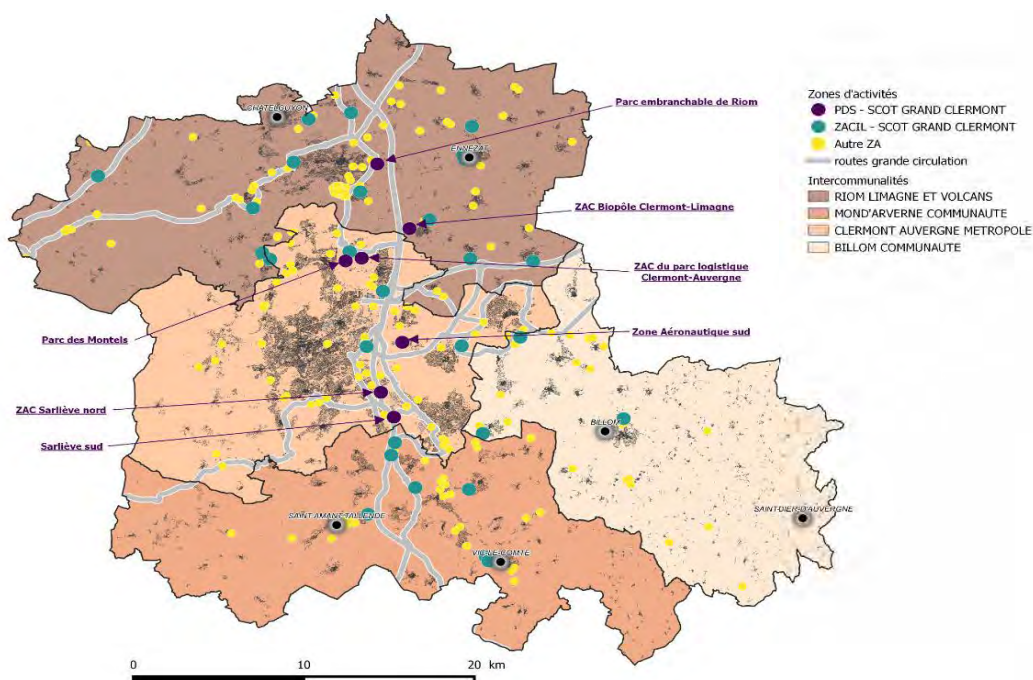 CHATELGUYON
Parc embranchable de Riom
ENNEZAT
ZAC Biopôle Clermont-Limagne
ZAC du parc logistique
Clermont-Auvergne
Parc des Montels
Zone Aéronautique sud
ZAC Sarliève nord
Sarliève sud
BILLOM
SAINT-AMANT-TALLENDE
SAINT-DIER-D'AUVERGNE
VIC-LE-COMTE
0 10 20 km
Zones d'activités
PDS - SCOT GRAND CLERMONT
ZACIL - SCOT GRAND CLERMONT
Autre ZA
routes grande circulation
Intercommunalités
RIOM LIMAGNE ET VOLCANS
MOND'ARVERNE COMMUNAUTE
CLERMONT AUVERGNE METROPOLE
BILLOM COMMUNAUTE